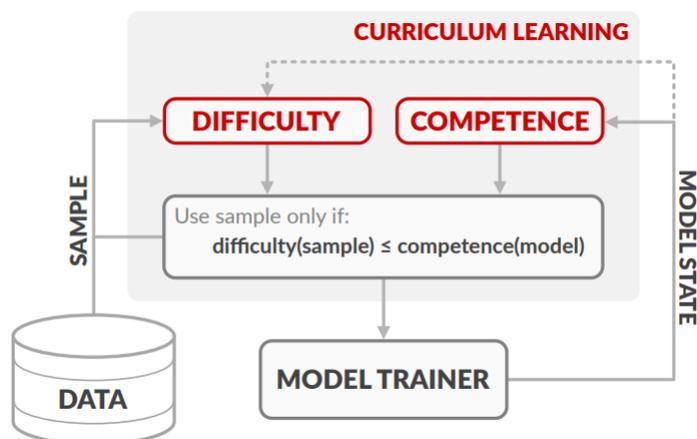 CURRICULUM LEARNING
DIFFICULTY
COMPETENCE
SAMPLE
Use sample only if:
difficulty(sample) ≤ competence(model)
MODEL STATE
MODEL TRAINER
DATA